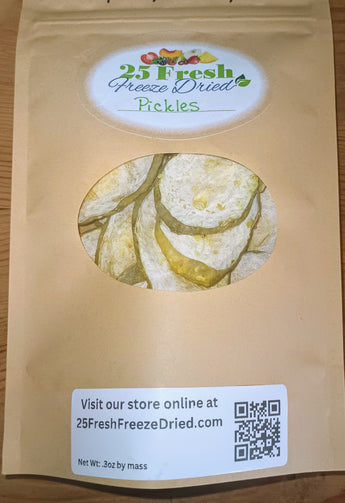 25 Fresh
Freeze Dried
Pickles
Visit our store online at
25FreshFreezeDried.com
Net Wt: .3oz by mass